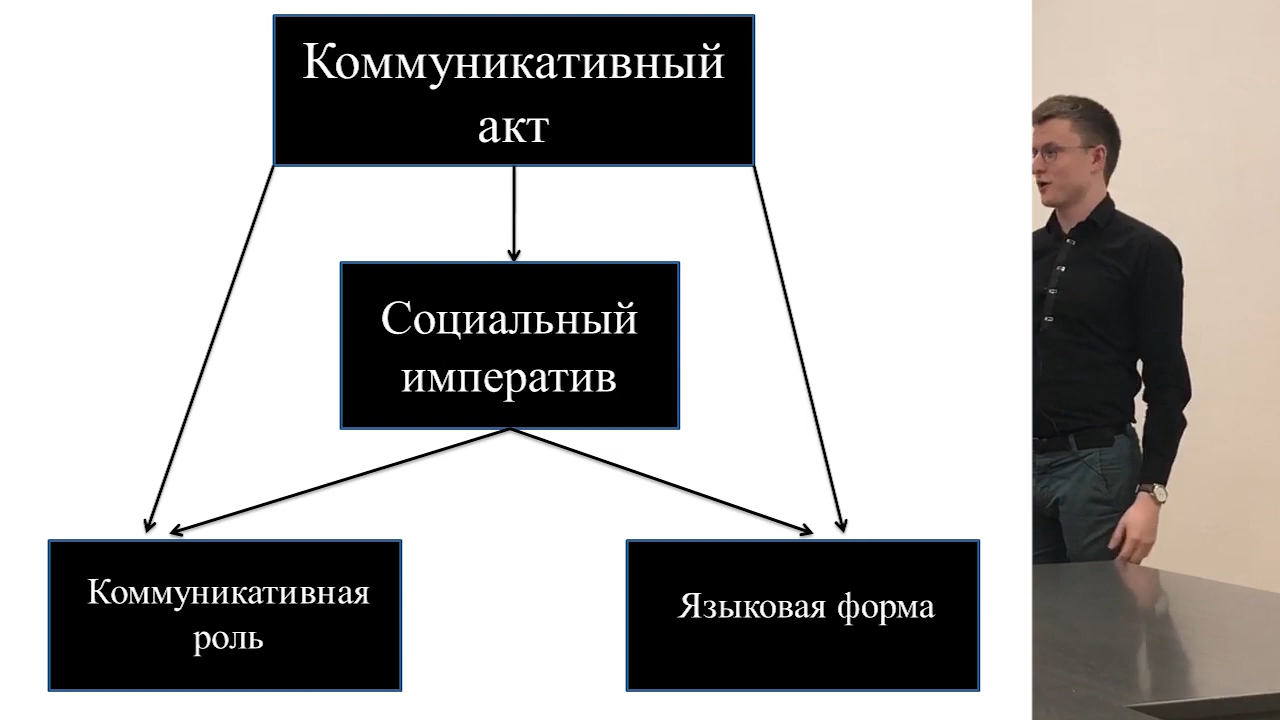 Коммуникативный
акт
Социальный
императив
Коммуникативная
роль
Языковая форма